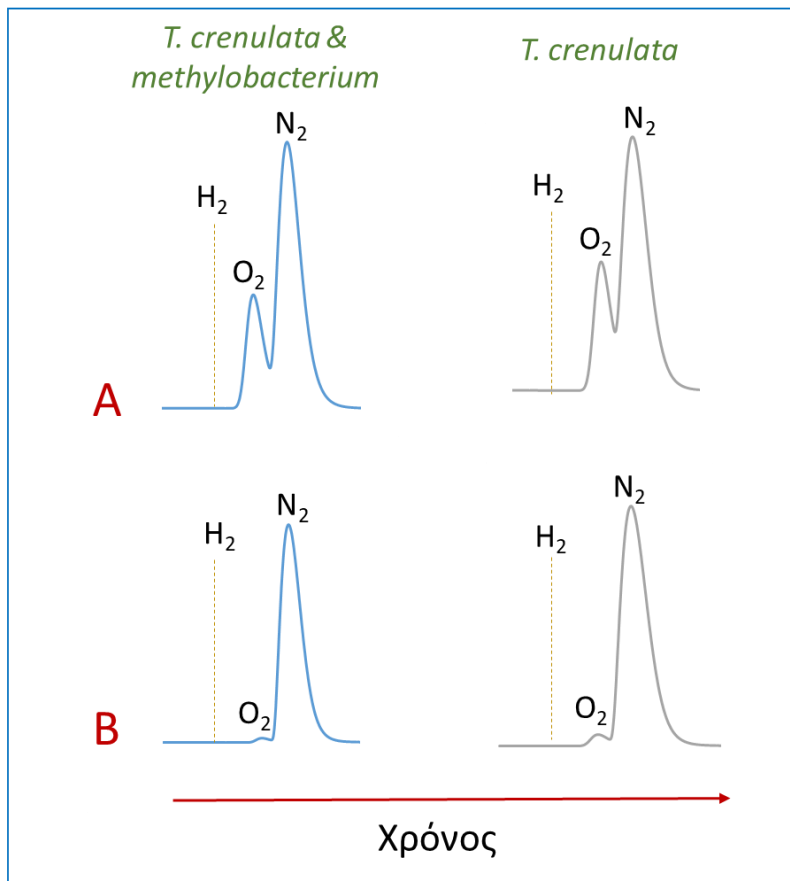 T. crenulata &
methylobacterium
T. crenulata
N₂
H₂
O₂
N₂
H₂
O₂
A
N₂
H₂
O₂
N₂
H₂
O₂
B
Χρόνος